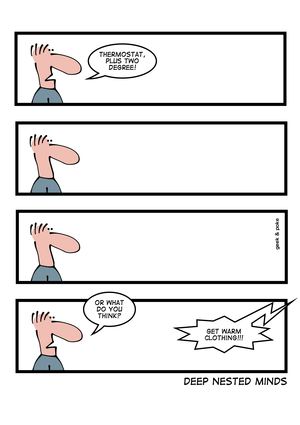 THERMOSTAT,
PLUS TWO
DEGREE!
geek & poke
OR WHAT
DO YOU
THINK?
GET WARM
CLOTHING!!!
DEEP NESTED MINDS